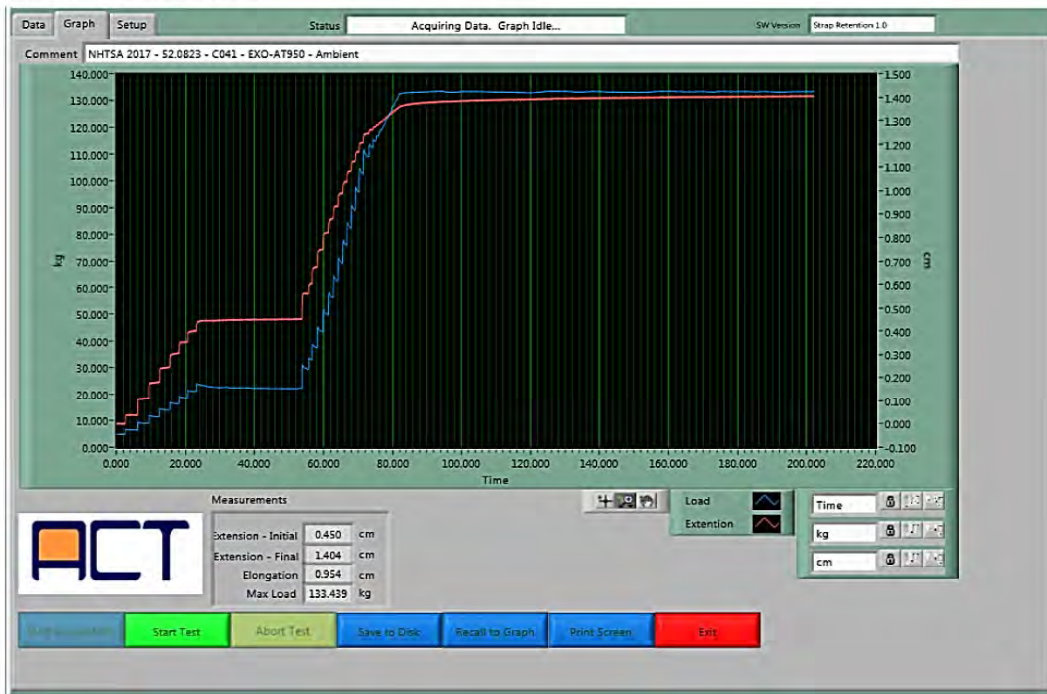 Data Graph Setup Status Acquiring Data. Graph Idle... SW Version Strap Retention 1.0
Comment NHTSA 2017 - S2.0823 - C041 - EXO-AT950 - Ambient
140.000 1.500
130.000 1.400
120.000 1.300
110.000 1.200
1.100
100.000
1.000
90.000 0.900
80.000 0.800
kg 70.000 0.700 cm
60.000 0.600
50.000 0.500
40.000 0.400
30.000 0.300
20.000 0.200
0.100
10.000 0.000
0.000 -0.100
0.000 20.000 40.000 60.000 80.000 100.000 120.000 140.000 160.000 180.000 200.000 220.000
Time
Measurements
Load
Extention
Time
kg
cm
ACT
Extension - Initial 0.450 cm
Extension - Final 1.404 cm
Elongation 0.954 cm
Max Load 133.439 kg
Start Test Abort Test Save to Disk Recall to Graph Print Screen Exit